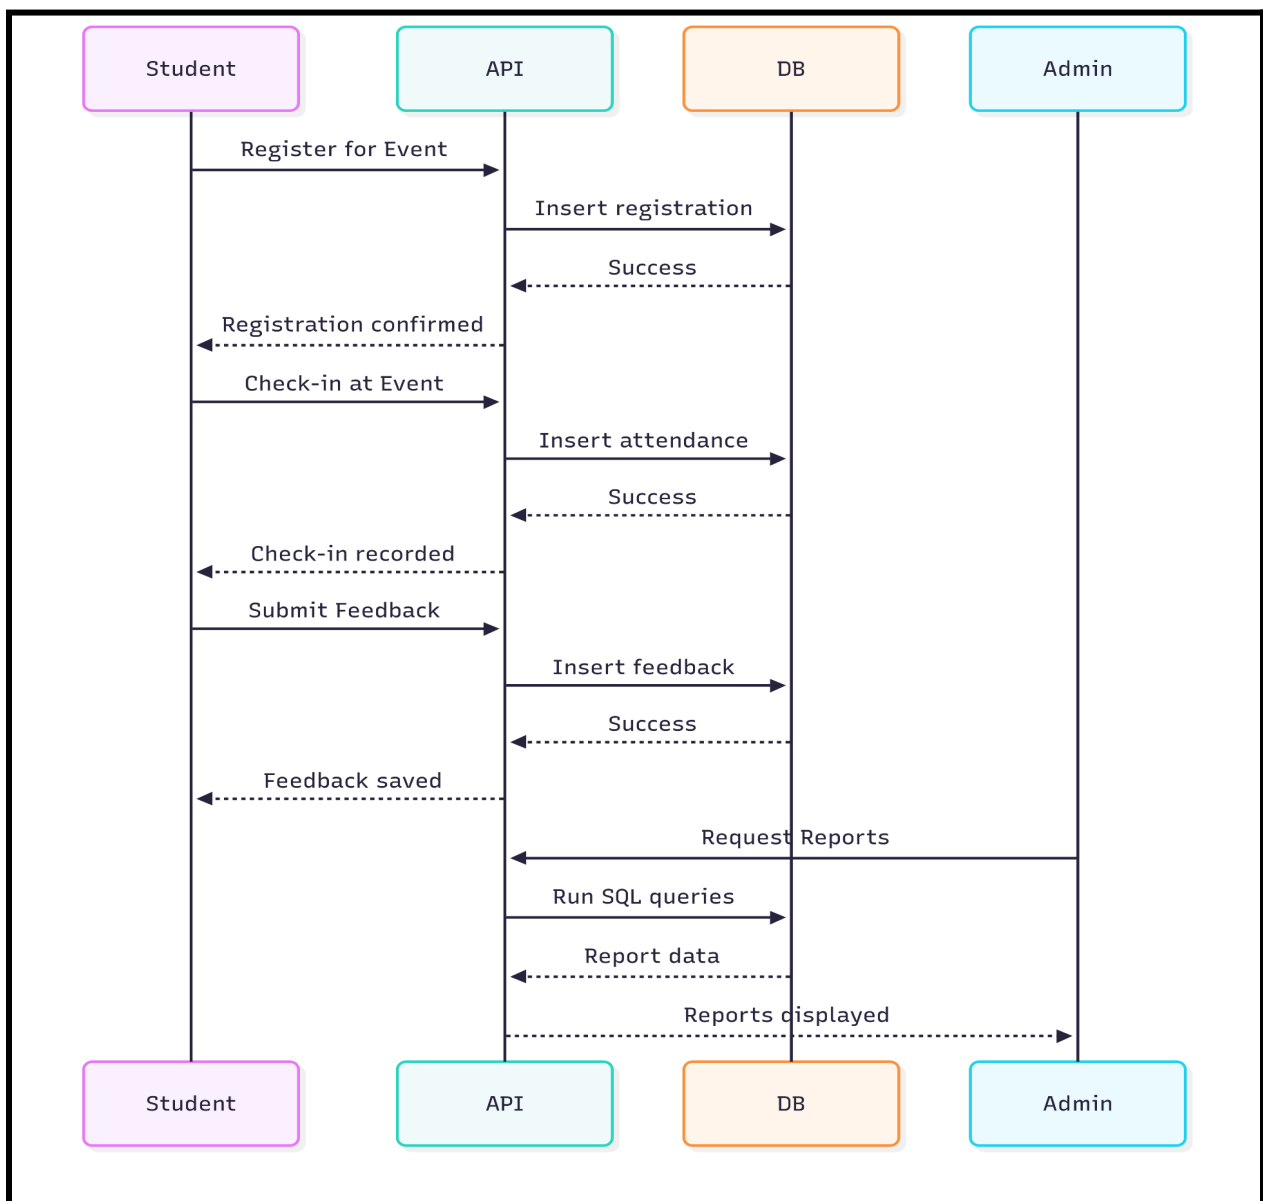 Student
API
DB
Admin
Register for Event
Insert registration
Success
Registration confirmed
Check-in at Event
Insert attendance
Success
Check-in recorded
Submit Feedback
Insert feedback
Success
Feedback saved
Request Reports
Run SQL queries
Report data
Reports displayed
Student
API
DB
Admin